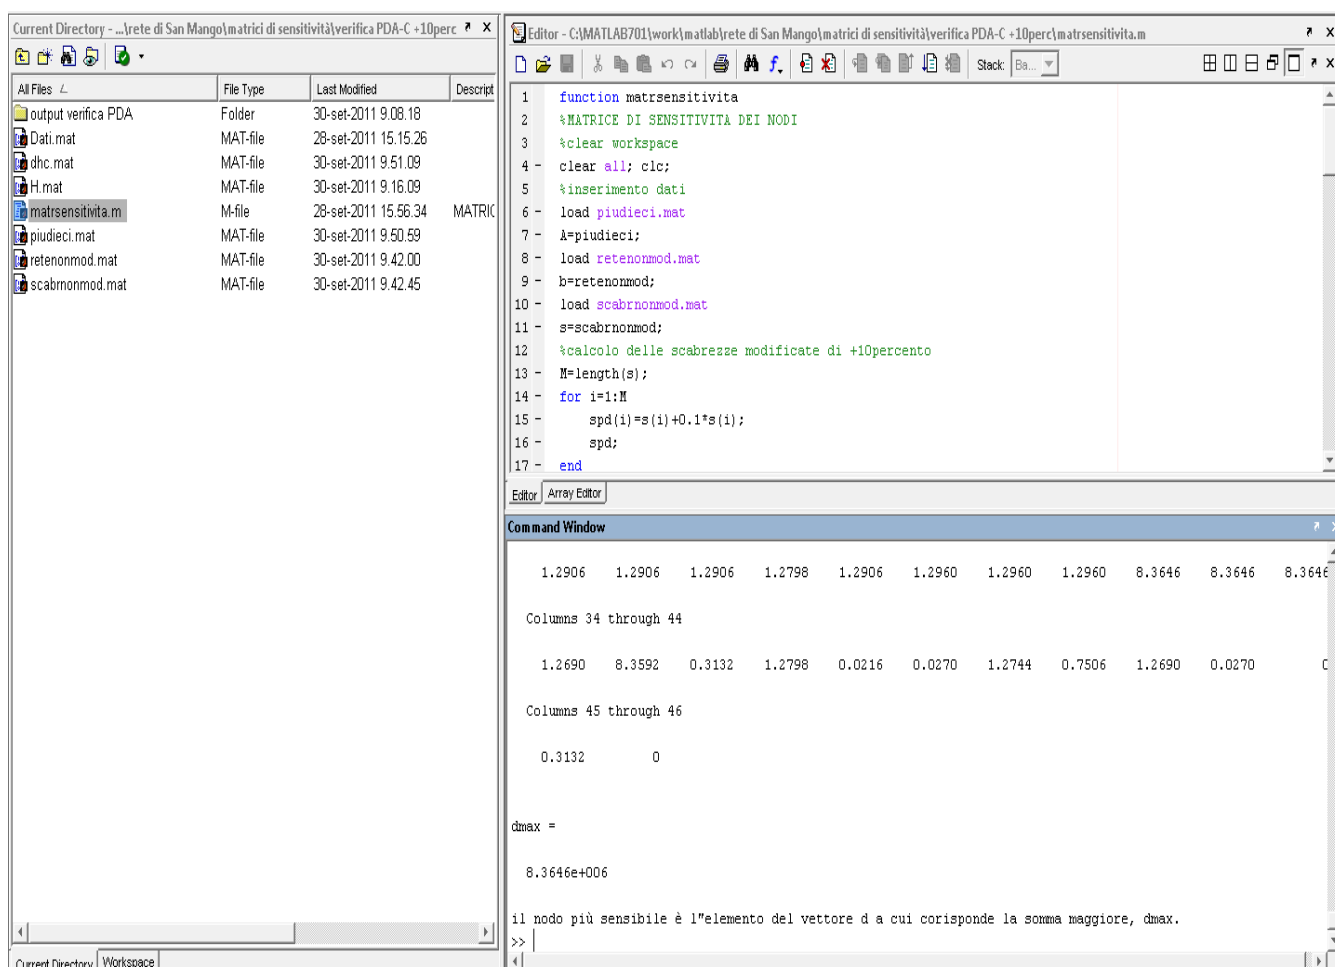 Current Directory - ...\rete di San Mango\matrici di sensitività\verifica PDA-C +10perc
All Files File Type Last Modified Descript
output verifica PDA Folder 30-set-2011 9.08.18
Dati.mat MAT-file 28-set-2011 15.15.26
dhc.mat MAT-file 30-set-2011 9.51.09
H.mat MAT-file 30-set-2011 9.16.09
matrsensitivita.m M-file 28-set-2011 15.56.34 MATRIC
piudieci.mat MAT-file 30-set-2011 9.50.59
retenonmod.mat MAT-file 30-set-2011 9.42.00
scabrnonmod.mat MAT-file 30-set-2011 9.42.45
Current Directory Workspace
Editor - C:\MATLAB701\work\matlab\rete di San Mango\matrici di sensitività\verifica PDA-C +10perc\matrsensitivita.m
Stack: Ba...
1 function matrsensitivita
2 %MATRICE DI SENSITIVITA DEI NODI
3 %clear workspace
4 - clear all; clc;
5 %inserimento dati
6 - load piudieci.mat
7 - A=piudieci;
8 - load retenonmod.mat
9 - b=retenonmod;
10 - load scabrnonmod.mat
11 - s=scabrnonmod;
12 %calcolo delle scabrezze modificate di +10percento
13 - M=length(s);
14 - for i=1:M
15 - spd(i)=s(i)+0.1*s(i);
16 - spd;
17 - end
Editor Array Editor
Command Window
1.2906 1.2906 1.2906 1.2798 1.2906 1.2960 1.2960 1.2960 8.3646 8.3646 8.3646
Columns 34 through 44
1.2690 8.3592 0.3132 1.2798 0.0216 0.0270 1.2744 0.7506 1.2690 0.0270 0
Columns 45 through 46
0.3132 0
dmax =
8.3646e+006
il nodo più sensibile è l"elemento del vettore d a cui corisponde la somma maggiore, dmax.
>>